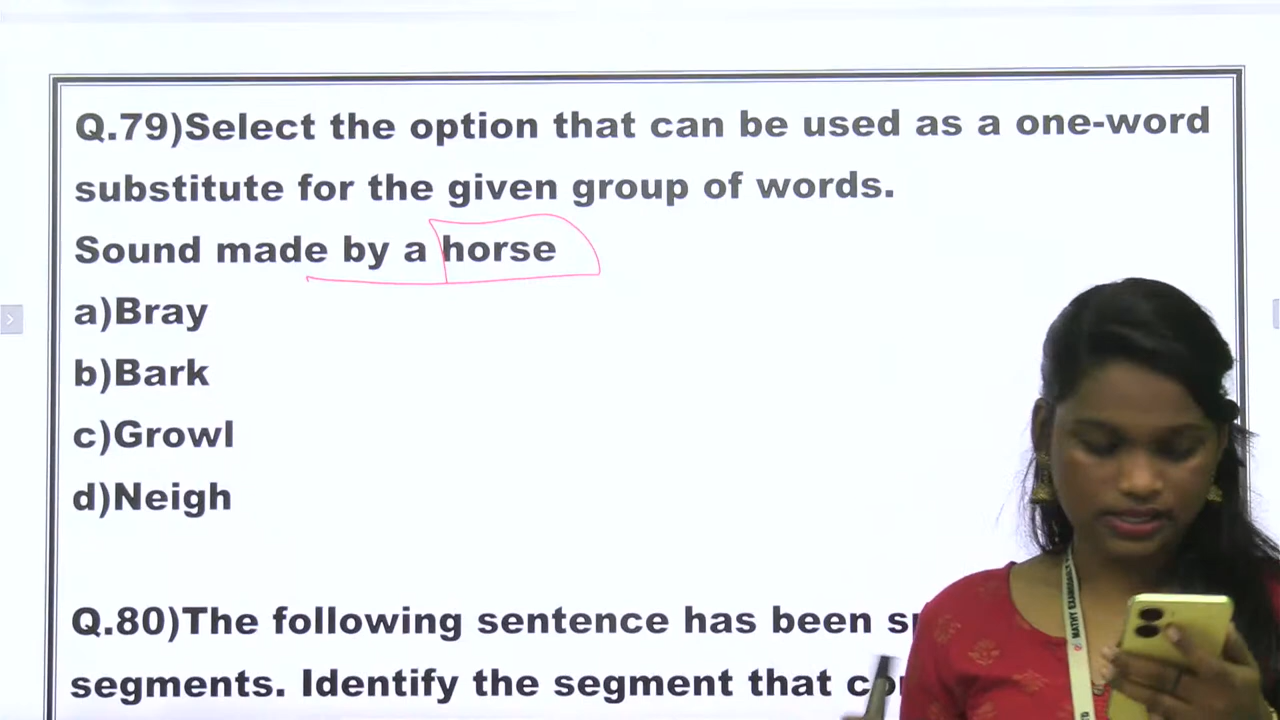 Q.79)Select the option that can be used as a one-word
substitute for the given group of words.
Sound made by a horse
a)Bray
b)Bark
c)Growl
d)Neigh
Q.80)The following sentence has been
segments. Identify the segment that